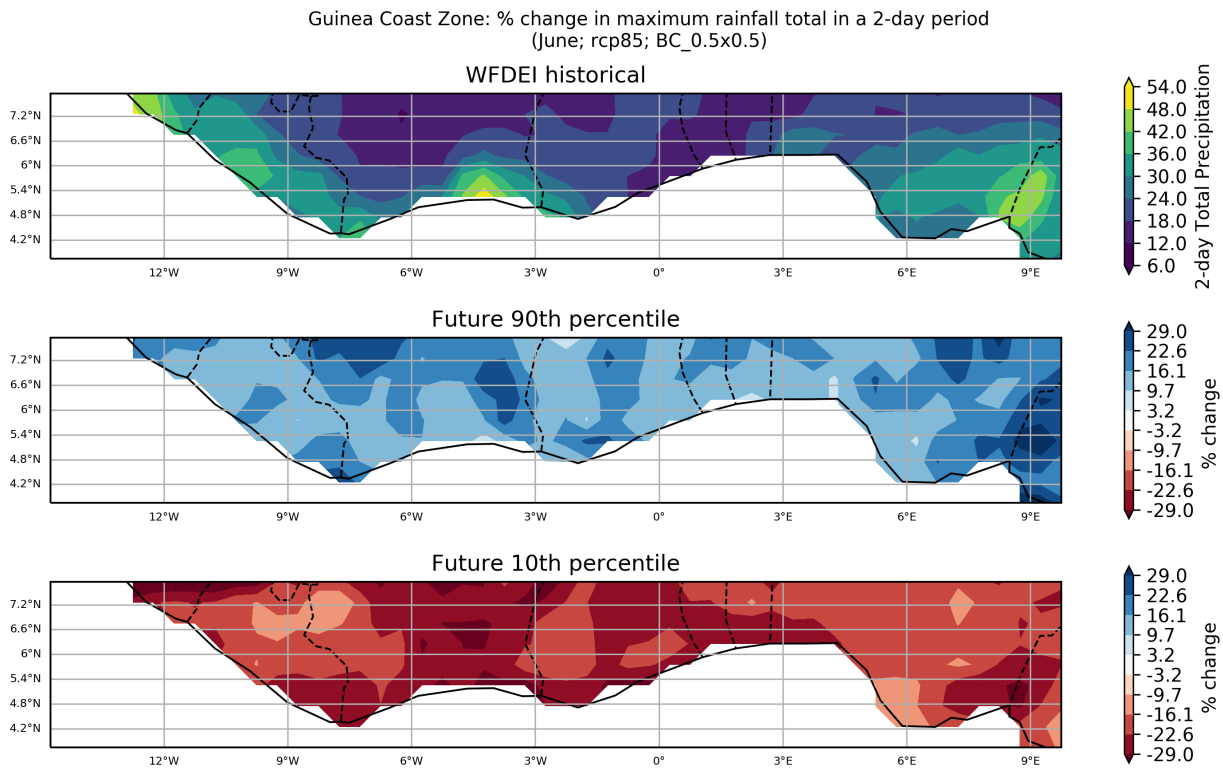 Guinea Coast Zone: % change in maximum rainfall total in a 2-day period
(June; rcp85; BC_0.5x0.5)
WFDEI historical
7.2°N
6.6°N
6°N
5.4°N
4.8°N
4.2°N
12°W 9°W 6°W 3°W 0° 3°E 6°E 9°E
54.0
48.0
42.0
36.0
30.0
24.0
18.0
12.0
6.0
2-day Total Precipitation
Future 90th percentile
7.2°N
6.6°N
6°N
5.4°N
4.8°N
4.2°N
12°W 9°W 6°W 3°W 0° 3°E 6°E 9°E
29.0
22.6
16.1
9.7
3.2
-3.2
-9.7
-16.1
-22.6
-29.0
% change
Future 10th percentile
7.2°N
6.6°N
6°N
5.4°N
4.8°N
4.2°N
12°W 9°W 6°W 3°W 0° 3°E 6°E 9°E
29.0
22.6
16.1
9.7
3.2
-3.2
-9.7
-16.1
-22.6
-29.0
% change